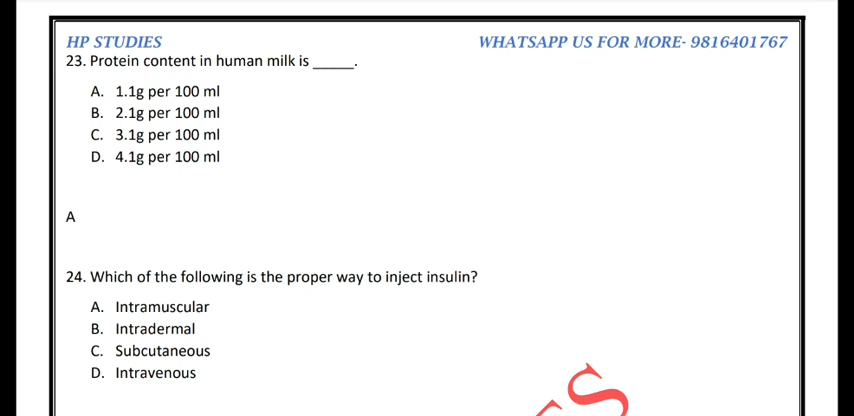 HP STUDIES WHATSAPP US FOR MORE- 9816401767
23. Protein content in human milk is _____.
A. 1.1g per 100 ml
B. 2.1g per 100 ml
C. 3.1g per 100 ml
D. 4.1g per 100 ml
A
24. Which of the following is the proper way to inject insulin?
A. Intramuscular
B. Intradermal
C. Subcutaneous
D. Intravenous